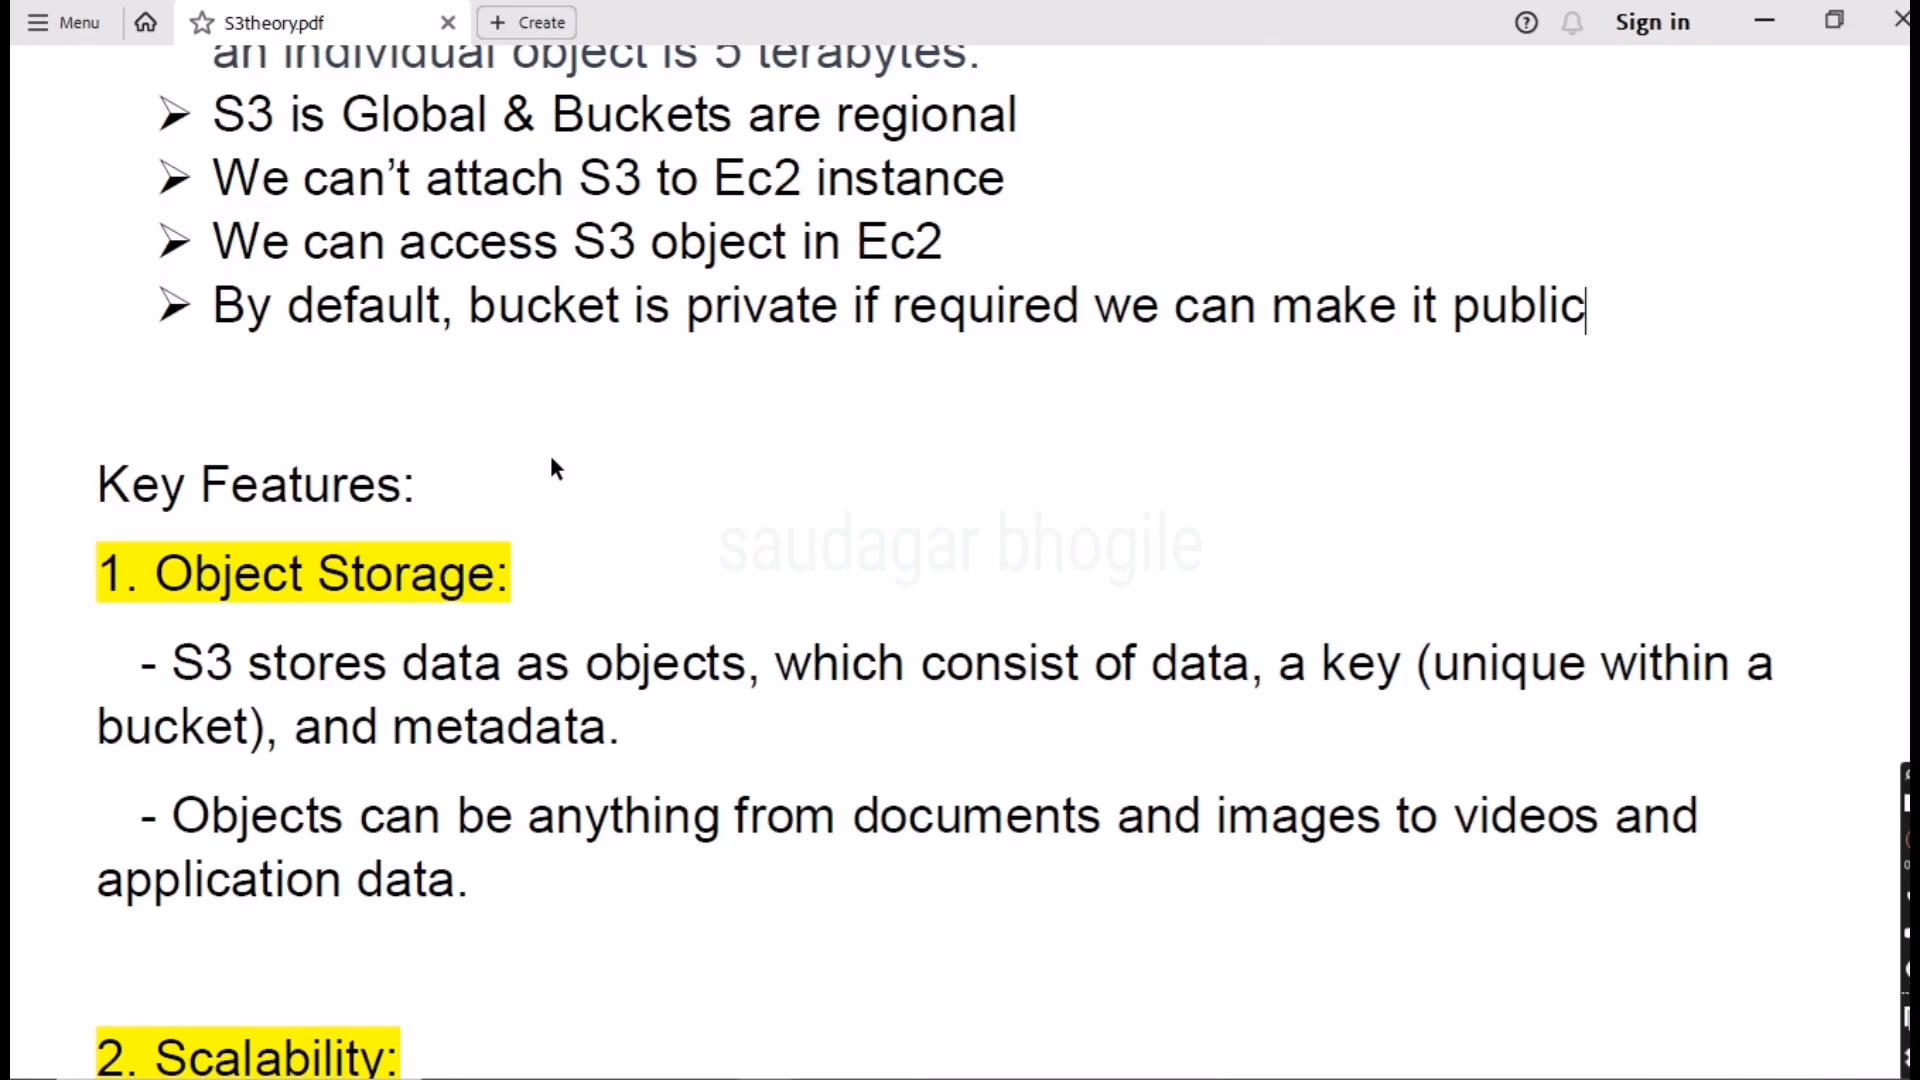 Menu
S3theory.pdf
Create
Sign in
an individual object is 5 terabytes.
➢ S3 is Global & Buckets are regional
➢ We can’t attach S3 to Ec2 instance
➢ We can access S3 object in Ec2
➢ By default, bucket is private if required we can make it public
Key Features:
saudagar bhogile
1. Object Storage:
- S3 stores data as objects, which consist of data, a key (unique within a
bucket), and metadata.
- Objects can be anything from documents and images to videos and
application data.
2. Scalability: